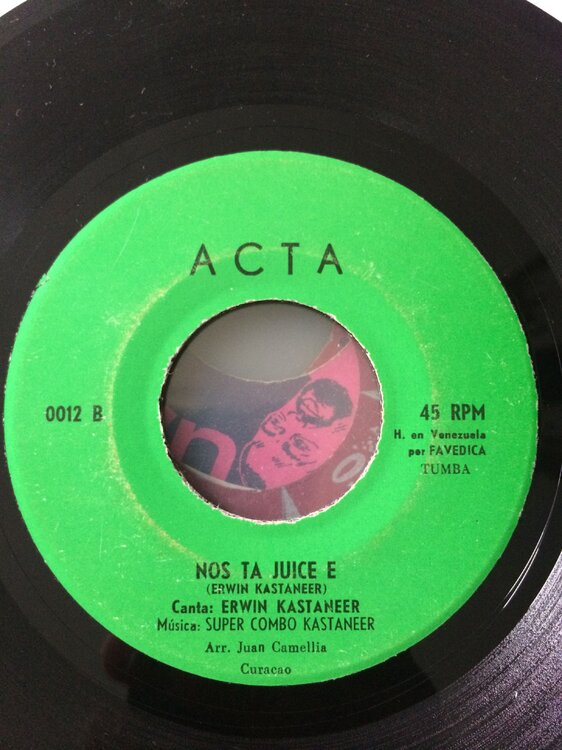 ACTA
0012 B
45 RPM
H. en Venezuela
por FAVEDICA
TUMBA
NOS TA JUICE E
(ERWIN KASTANEER)
Canta: ERWIN KASTANEER
Música: SUPER COMBO KASTANEER
Arr. Juan Camellia
Curacao